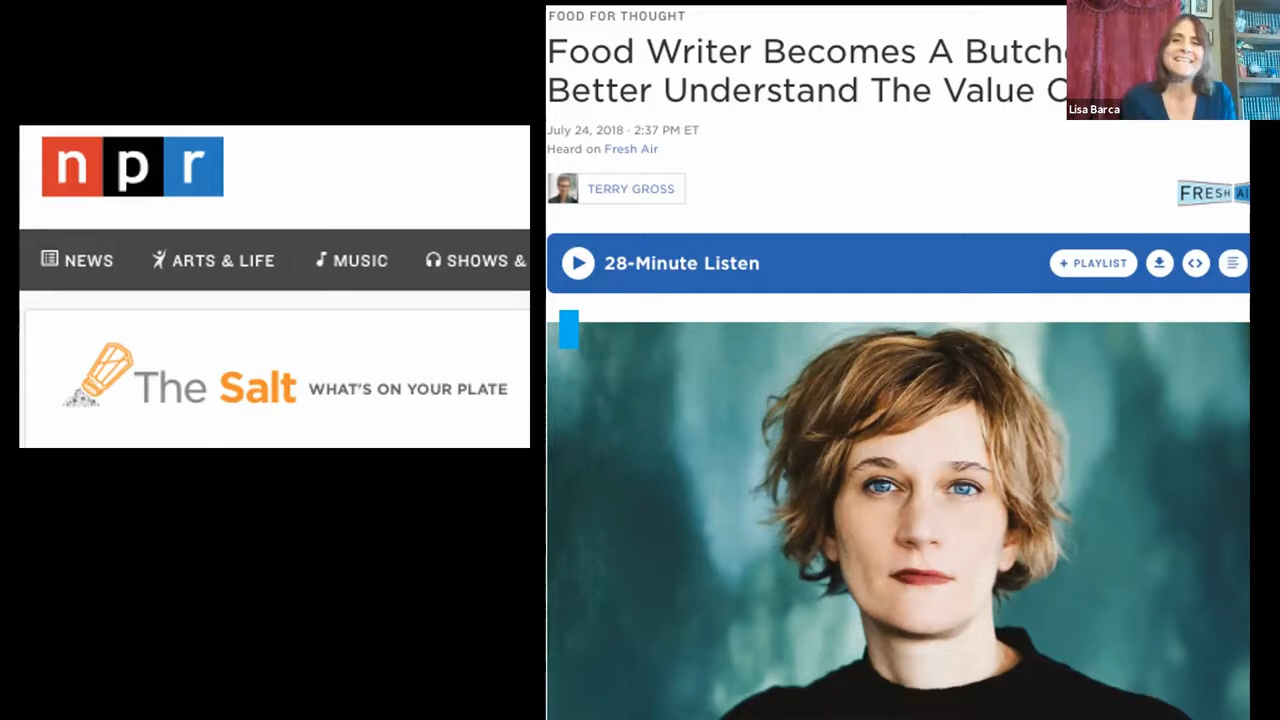 npr
NEWS
ARTS & LIFE
MUSIC
SHOWS &
The Salt WHAT'S ON YOUR PLATE
FOOD FOR THOUGHT
Food Writer Becomes A
Better Understand The Value
July 24, 2018 · 2:37 PM ET
Heard on Fresh Air
TERRY GROSS
FRESH
28-Minute Listen
+ PLAYLIST
Lisa Barca